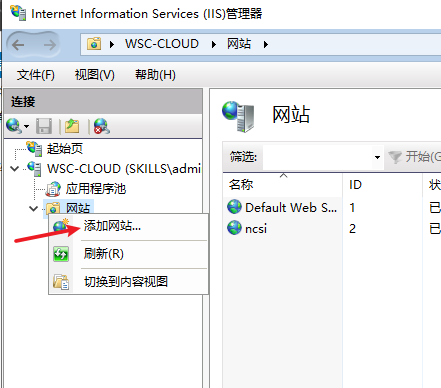 Internet Information Services (IIS)管理器
WSC-CLOUD 网站
文件(F) 视图(V) 帮助(H)
连接
起始页
WSC-CLOUD (SKILLS\admi
应用程序池
网站
添加网站...
刷新(R)
切换到内容视图
网站
筛选: 开始(G
名称 ID 状
Default Web S... 1 已
ncsi 2 已